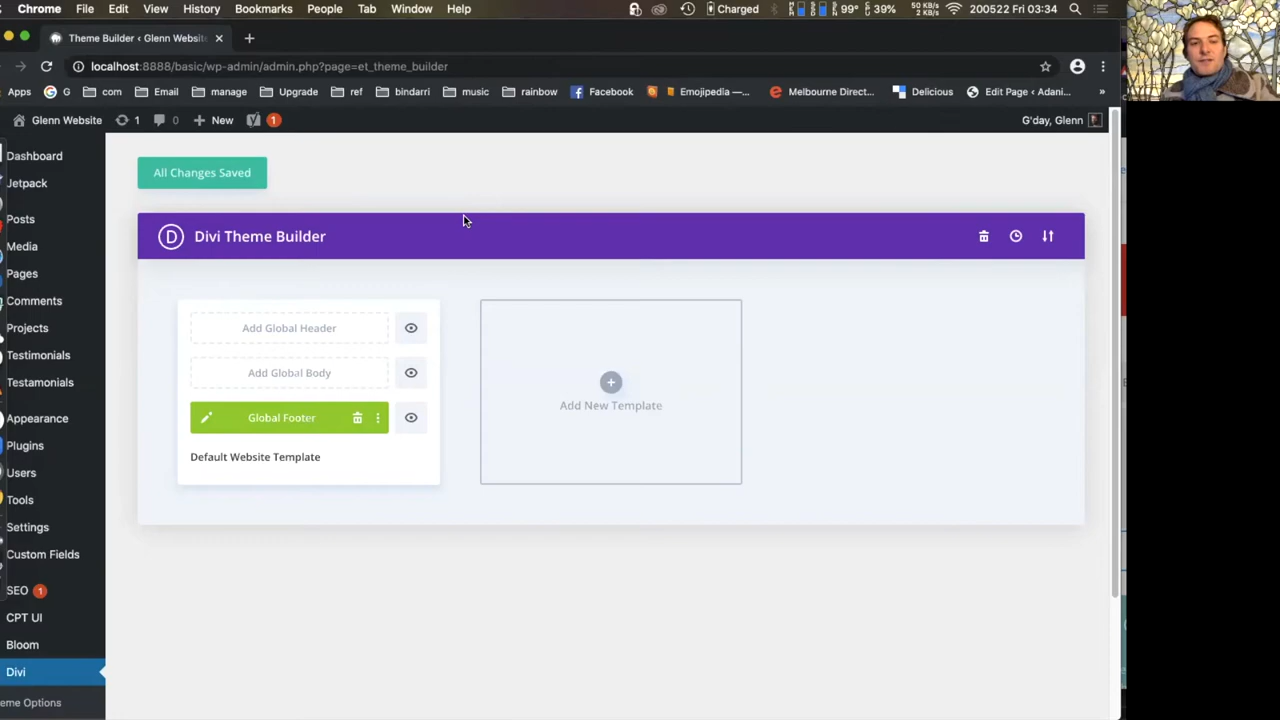 Chrome File Edit View History Bookmarks People Tab Window Help Charged 99° 39% 50 KB/s 2 KB/s 200522 Fri 03:34
Theme Builder ‹ Glenn Websit
localhost:8888/basic/wp-admin/admin.php?page=et_theme_builder
Apps G com Email manage Upgrade ref bindarri music rainbow Facebook Emojipedia —... Melbourne Direct... Delicious Edit Page ‹ Adani... »
Glenn Website 1 0 New 1 G'day, Glenn
Dashboard
Jetpack
Posts
Media
Pages
Comments
Projects
Testimonials
Testamonials
Appearance
Plugins
Users
Tools
Settings
Custom Fields
SEO 1
CPT UI
Bloom
Divi
eme Options
All Changes Saved
D Divi Theme Builder
Add Global Header
Add Global Body
Global Footer
Default Website Template
Add New Template